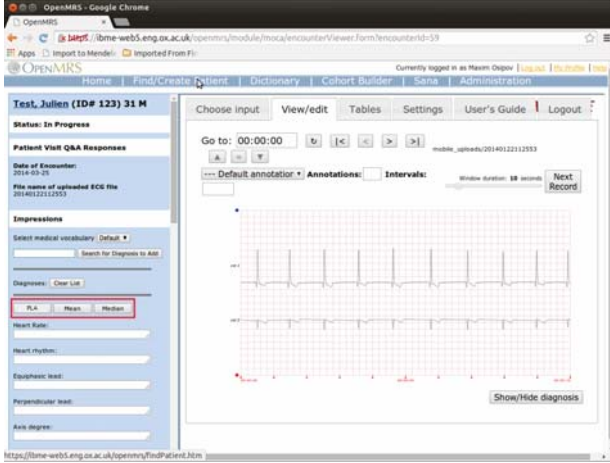 OpenMRS - Google Chrome
OpenMRS
https://ibme-web5.eng.ox.ac.uk/openmrs/module/moca/encounterViewer.form?encounterId=59
Apps Import to Mendeley Imported From Fi
OPENMRS
Currently logged in as Maxim Osipov | Log out | My Profile | Help
Home | Find/Create Patient | Dictionary | Cohort Builder | Sana | Administration
Test, Julien (ID# 123) 31 M
Status: In Progress
Patient Visit Q&A Responses
Date of Encounter:
2014-03-25
File name of uploaded ECG file
20140122112553
Impressions
Select medical vocabulary Default
Search for Diagnosis to Add
Diagnoses: Clear List
PLA Mean Median
Heart Rate:
Heart rhythm:
Equiphasic lead:
Perpendicular lead:
Axis degree:
Choose input View/edit Tables Settings User's Guide Logout
Go to: 00:00:00 |< < > >| mobile_uploads/20140122112553
--- Default annotator Annotations: Intervals:
Window duration: 10 seconds
Next Record
Show/Hide diagnosis
https://ibme-web5.eng.ox.ac.uk/openmrs/findPatient.htm